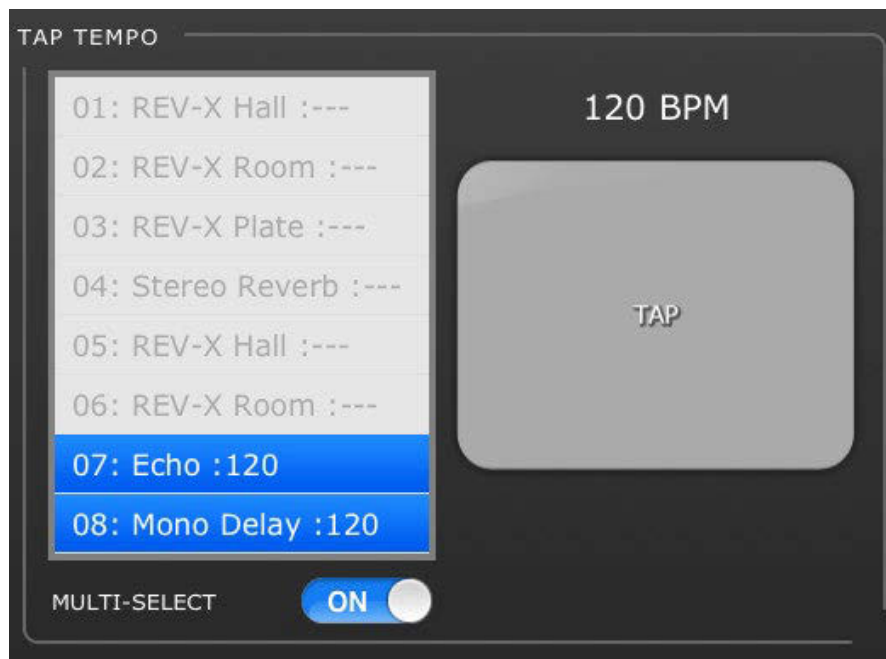 TAP TEMPO
01: REV-X Hall :---
02: REV-X Room :---
03: REV-X Plate :---
04: Stereo Reverb :---
05: REV-X Hall :---
06: REV-X Room :---
07: Echo :120
08: Mono Delay :120
MULTI-SELECT ON
120 BPM
TAP